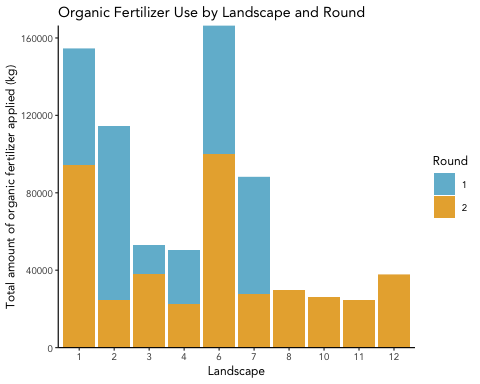 Organic Fertilizer Use by Landscape and Round
Total amount of organic fertilizer applied (kg)
160000
120000
80000
40000
0
1 2 3 4 6 7 8 10 11 12
Landscape
Round
1
2